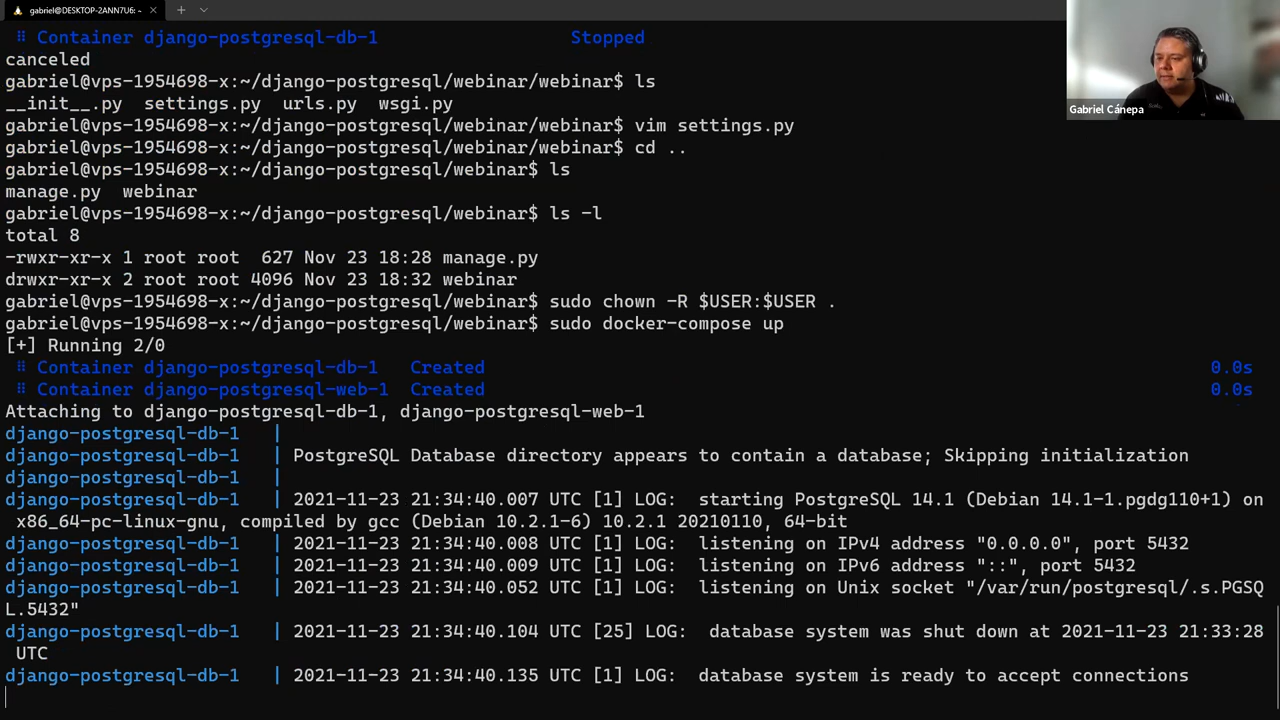 gabriel@DESKTOP-2ANN7U6: ~
⠿ Container django-postgresql-db-1 Stopped
canceled
gabriel@vps-1954698-x:~/django-postgresql/webinar/webinar$ ls
__init__.py settings.py urls.py wsgi.py
gabriel@vps-1954698-x:~/django-postgresql/webinar/webinar$ vim settings.py
gabriel@vps-1954698-x:~/django-postgresql/webinar/webinar$ cd ..
gabriel@vps-1954698-x:~/django-postgresql/webinar$ ls
manage.py webinar
gabriel@vps-1954698-x:~/django-postgresql/webinar$ ls -l
total 8
-rwxr-xr-x 1 root root 627 Nov 23 18:28 manage.py
drwxr-xr-x 2 root root 4096 Nov 23 18:32 webinar
gabriel@vps-1954698-x:~/django-postgresql/webinar$ sudo chown -R $USER:$USER .
gabriel@vps-1954698-x:~/django-postgresql/webinar$ sudo docker-compose up
[+] Running 2/0
⠿ Container django-postgresql-db-1 Created 0.0s
⠿ Container django-postgresql-web-1 Created 0.0s
Attaching to django-postgresql-db-1, django-postgresql-web-1
django-postgresql-db-1 |
django-postgresql-db-1 | PostgreSQL Database directory appears to contain a database; Skipping initialization
django-postgresql-db-1 |
django-postgresql-db-1 | 2021-11-23 21:34:40.007 UTC [1] LOG: starting PostgreSQL 14.1 (Debian 14.1-1.pgdg110+1) on
x86_64-pc-linux-gnu, compiled by gcc (Debian 10.2.1-6) 10.2.1 20210110, 64-bit
django-postgresql-db-1 | 2021-11-23 21:34:40.008 UTC [1] LOG: listening on IPv4 address "0.0.0.0", port 5432
django-postgresql-db-1 | 2021-11-23 21:34:40.009 UTC [1] LOG: listening on IPv6 address "::", port 5432
django-postgresql-db-1 | 2021-11-23 21:34:40.052 UTC [1] LOG: listening on Unix socket "/var/run/postgresql/.s.PGSQ
L.5432"
django-postgresql-db-1 | 2021-11-23 21:34:40.104 UTC [25] LOG: database system was shut down at 2021-11-23 21:33:28
UTC
django-postgresql-db-1 | 2021-11-23 21:34:40.135 UTC [1] LOG: database system is ready to accept connections
Gabriel Cánepa